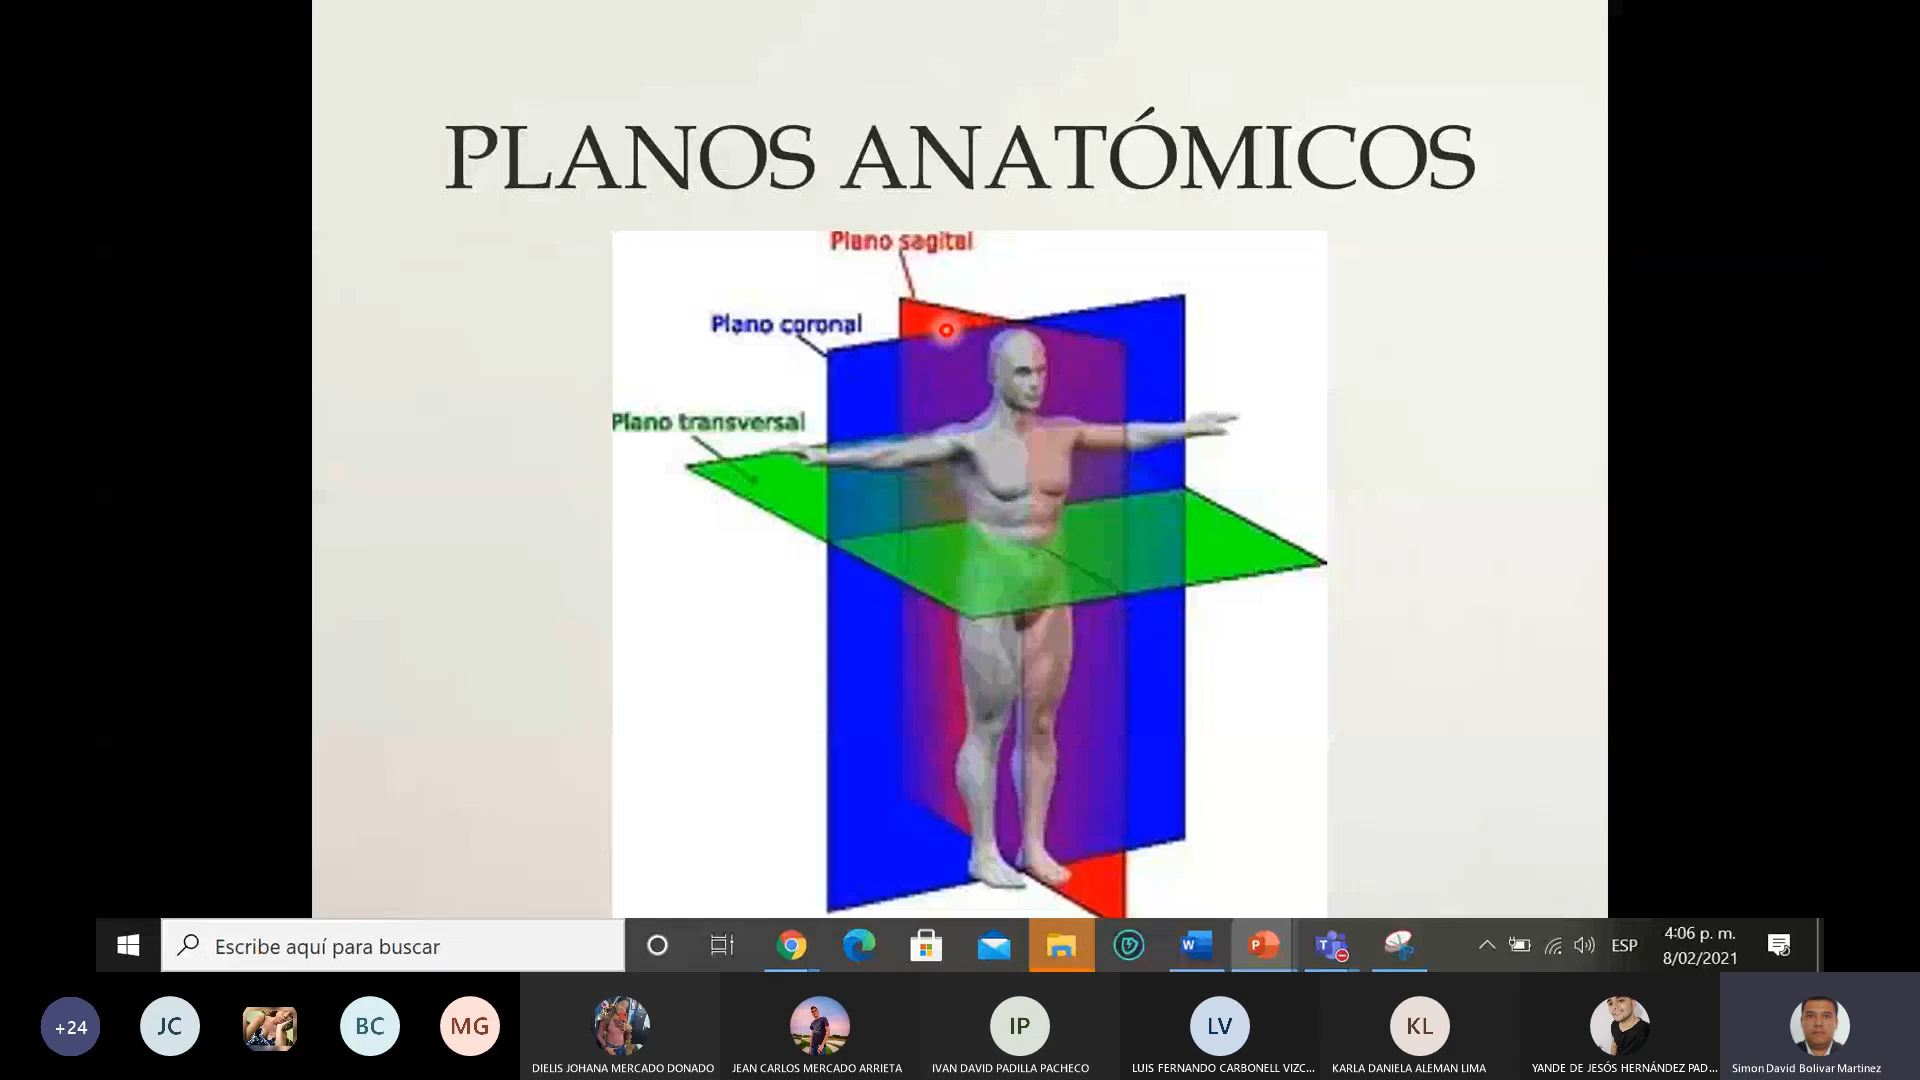 PLANOS ANATÓMICOS
Plano sagital
Plano coronal
Plano transversal
Escribe aquí para buscar
ESP
4:06 p. m.
8/02/2021
+24
JC
BC
MG
IP
LV
KL
DIELIS JOHANA MERCADO DONADO
JEAN CARLOS MERCADO ARRIETA
IVAN DAVID PADILLA PACHECO
LUIS FERNANDO CARBONELL VIZC...
KARLA DANIELA ALEMAN LIMA
YANDE DE JESÚS HERNÁNDEZ PAD...
Simon David Bolivar Martinez